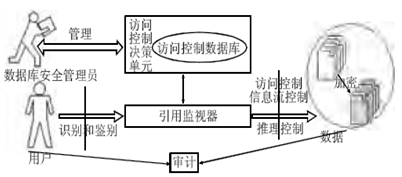 管理
访问
控制
决策
单元
访问控制数据库
数据库安全管理员
访问控制
信息流控制
加密
引用监视器
识别和鉴别
推理控制
用户
数据
审计